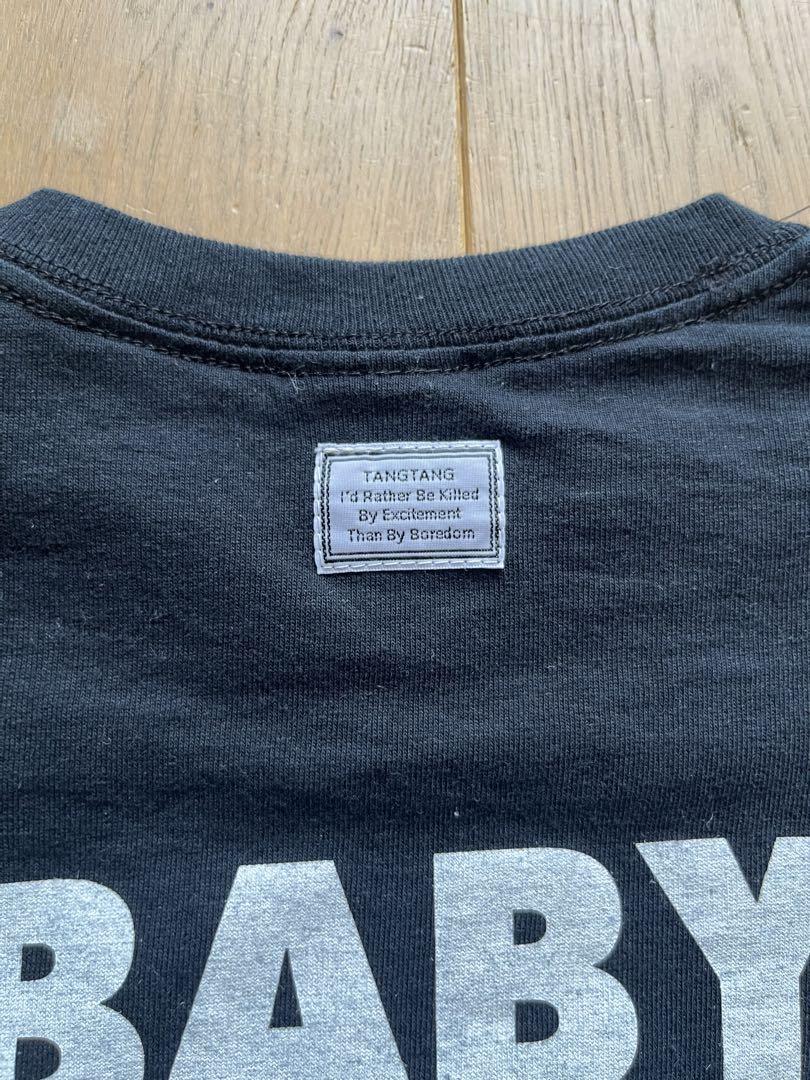 TANGTANG
I'd Rather Be Killed
By Excitement
Than By Boredom
BABY